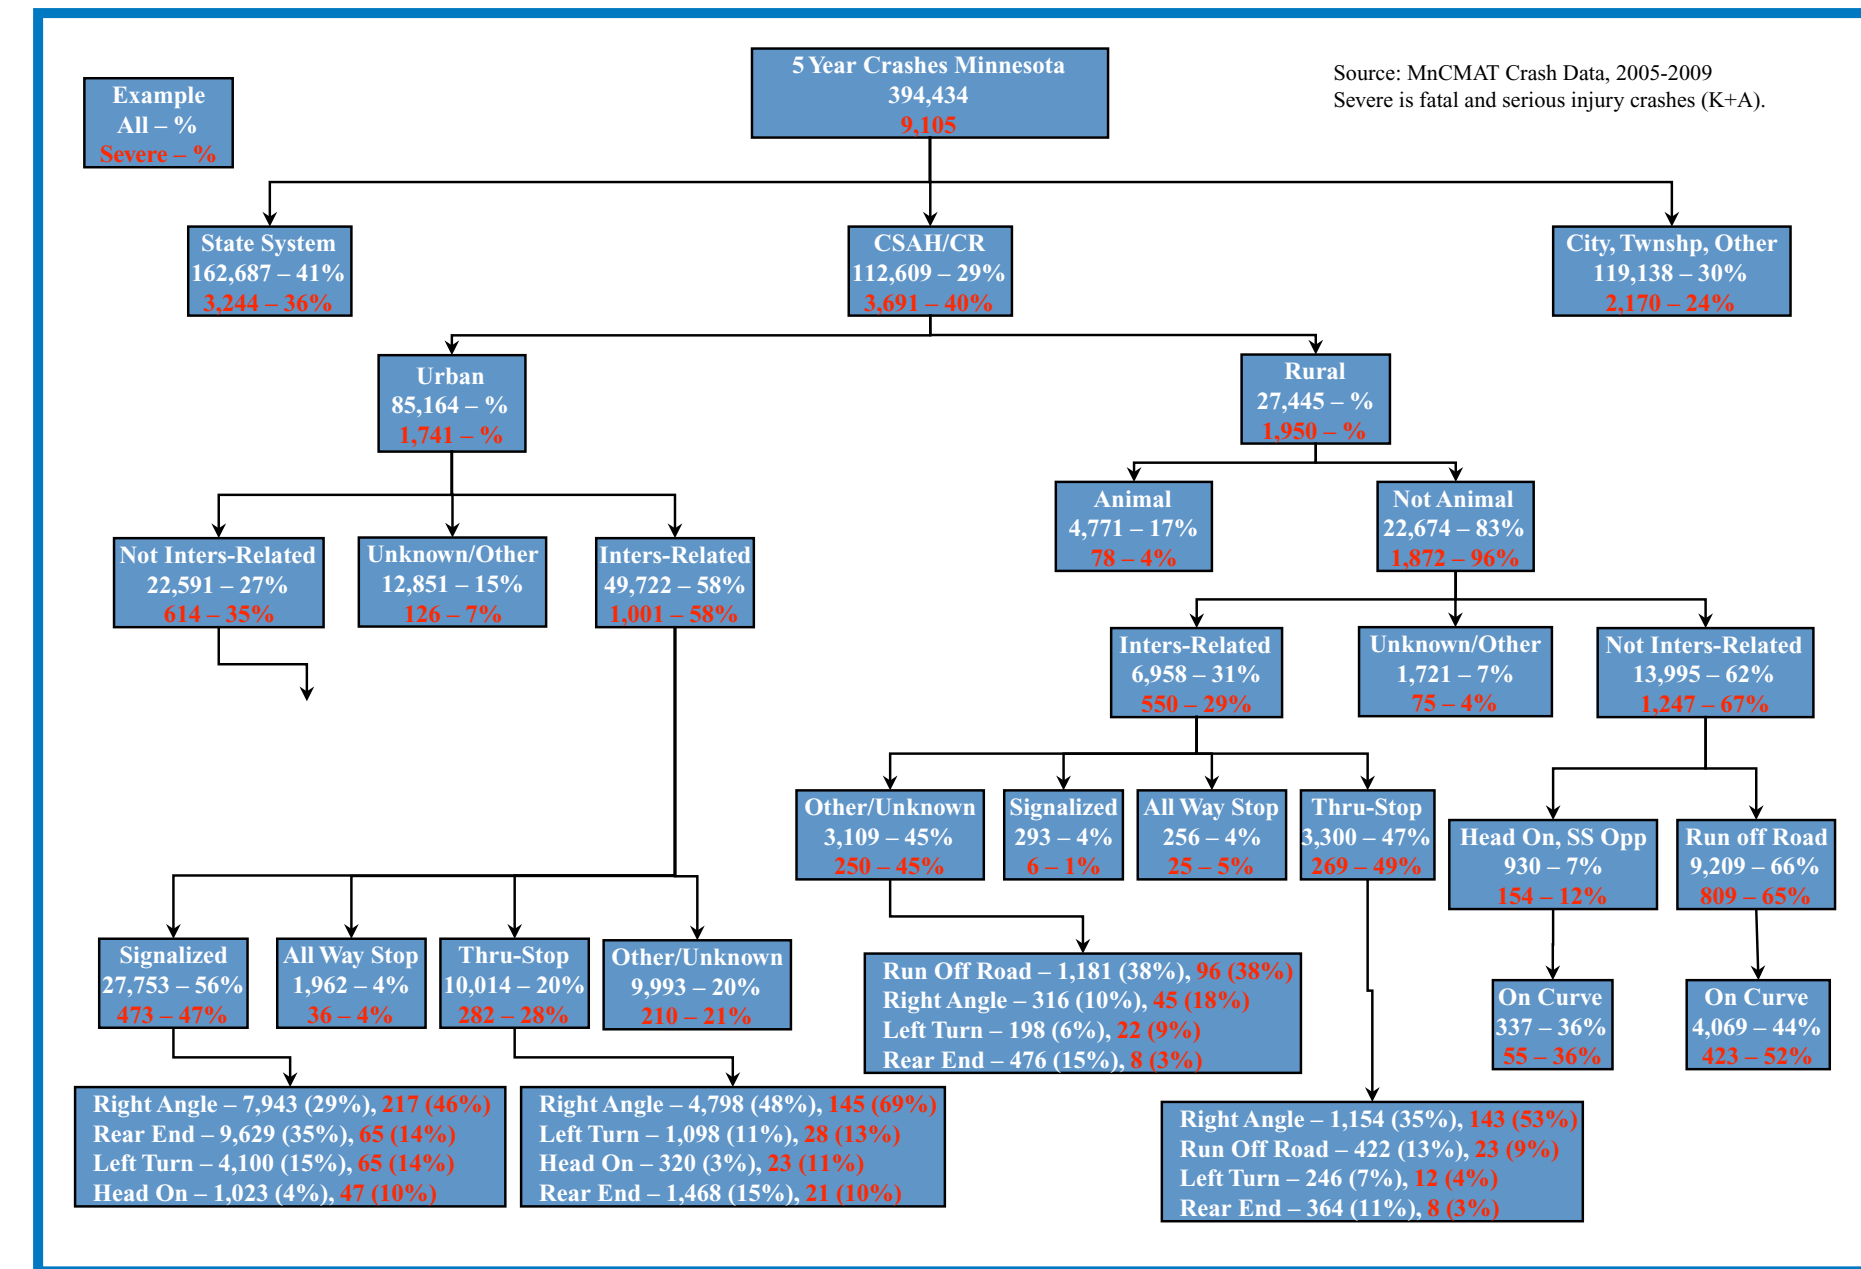 5 Year Crashes Minnesota
394,434
9,105
Example
All – %
Severe – %
Source: MnCMAT Crash Data, 2005-2009
Severe is fatal and serious injury crashes (K+A).
State System
162,687 – 41%
3,244 – 36%
CSAH/CR
112,609 – 29%
3,691 – 40%
City, Twnshp, Other
119,138 – 30%
2,170 – 24%
Urban
85,164 – %
1,741 – %
Rural
27,445 – %
1,950 – %
Animal
4,771 – 17%
78 – 4%
Not Animal
22,674 – 83%
1,872 – 96%
Not Inters-Related
22,591 – 27%
614 – 35%
Unknown/Other
12,851 – 15%
126 – 7%
Inters-Related
49,722 – 58%
1,001 – 58%
Inters-Related
6,958 – 31%
550 – 29%
Unknown/Other
1,721 – 7%
75 – 4%
Not Inters-Related
13,995 – 62%
1,247 – 67%
Other/Unknown
3,109 – 45%
250 – 45%
Signalized
293 – 4%
6 – 1%
All Way Stop
256 – 4%
25 – 5%
Thru-Stop
3,300 – 47%
269 – 49%
Head On, SS Opp
930 – 7%
154 – 12%
Run off Road
9,209 – 66%
809 – 65%
Signalized
27,753 – 56%
473 – 47%
All Way Stop
1,962 – 4%
36 – 4%
Thru-Stop
10,014 – 20%
282 – 28%
Other/Unknown
9,993 – 20%
210 – 21%
Run Off Road – 1,181 (38%), 96 (38%)
Right Angle – 316 (10%), 45 (18%)
Left Turn – 198 (6%), 22 (9%)
Rear End – 476 (15%), 8 (3%)
On Curve
337 – 36%
55 – 36%
On Curve
4,069 – 44%
423 – 52%
Right Angle – 7,943 (29%), 217 (46%)
Rear End – 9,629 (35%), 65 (14%)
Left Turn – 4,100 (15%), 65 (14%)
Head On – 1,023 (4%), 47 (10%)
Right Angle – 4,798 (48%), 145 (69%)
Left Turn – 1,098 (11%), 28 (13%)
Head On – 320 (3%), 23 (11%)
Rear End – 1,468 (15%), 21 (10%)
Right Angle – 1,154 (35%), 143 (53%)
Run Off Road – 422 (13%), 23 (9%)
Left Turn – 246 (7%), 12 (4%)
Rear End – 364 (11%), 8 (3%)